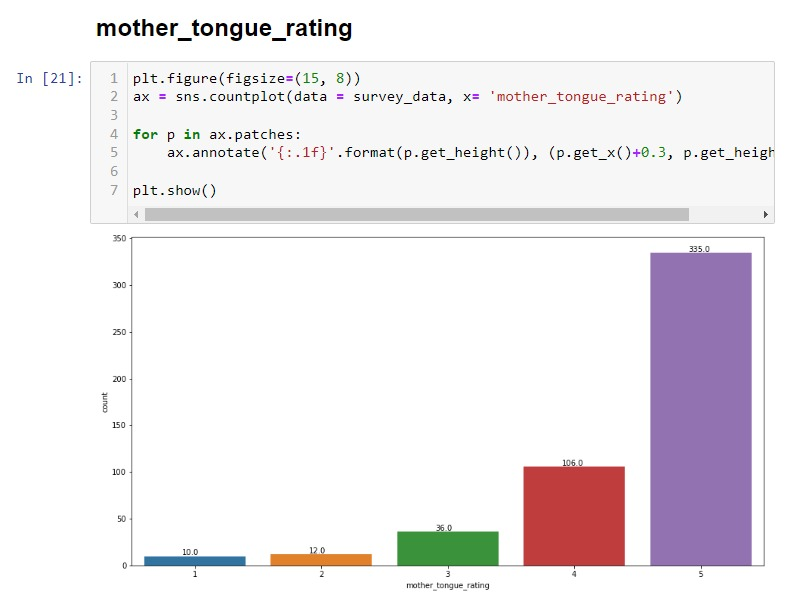 mother_tongue_rating
In [21]:
1 plt.figure(figsize=(15, 8))
2 ax = sns.countplot(data = survey_data, x= 'mother_tongue_rating')
3
4 for p in ax.patches:
5     ax.annotate('{:.1f}'.format(p.get_height()), (p.get_x()+0.3, p.get_heigh
6
7 plt.show()
350
300
250
200
150
100
50
0
count
10.0
12.0
36.0
106.0
335.0
1 2 3 4 5
mother_tongue_rating